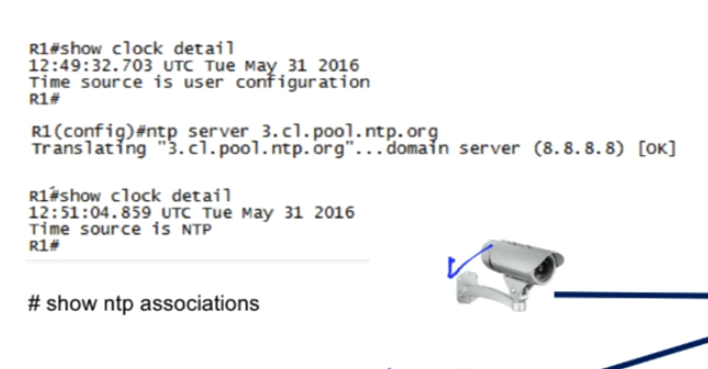 R1#show clock detail
12:49:32.703 UTC Tue May 31 2016
Time source is user configuration
R1#
R1(config)#ntp server 3.cl.pool.ntp.org
Translating "3.cl.pool.ntp.org"...domain server (8.8.8.8) [OK]
R1#show clock detail
12:51:04.859 UTC Tue May 31 2016
Time source is NTP
R1#
# show ntp associations